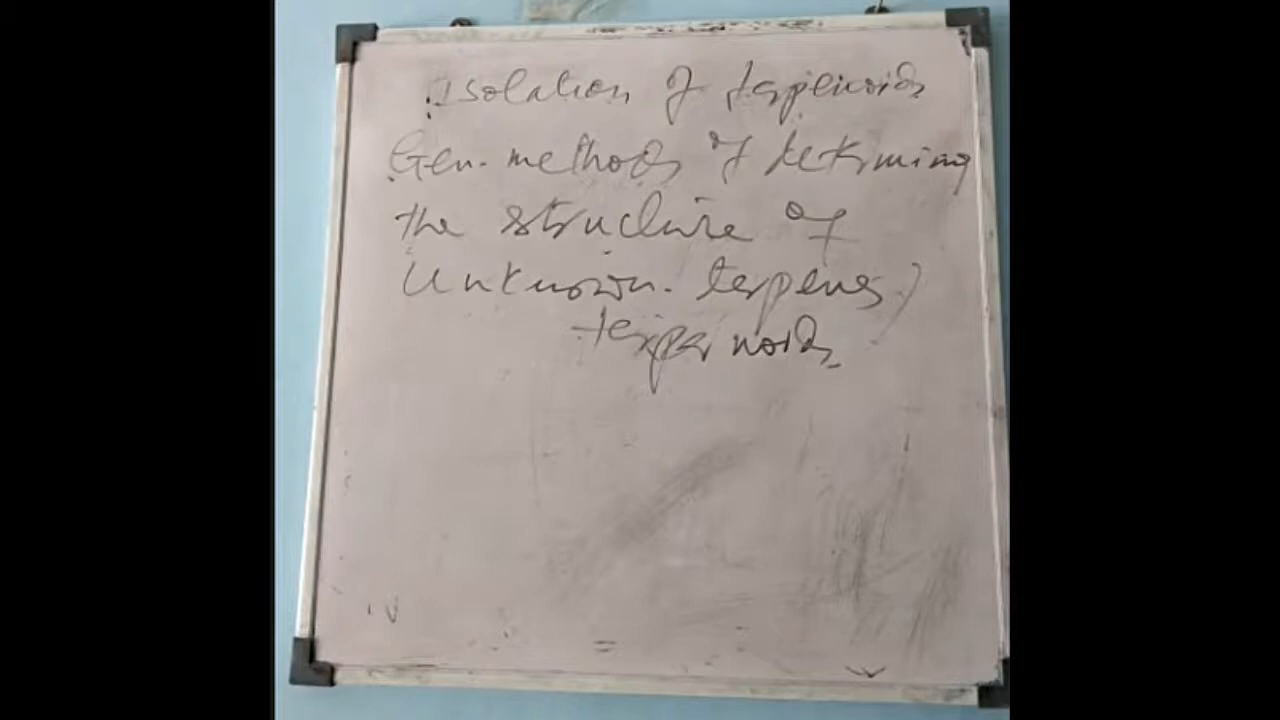 Isolation of terpenoids
Gen. methods of determining
the structure of
Unknown. terpenes /
terpenoids